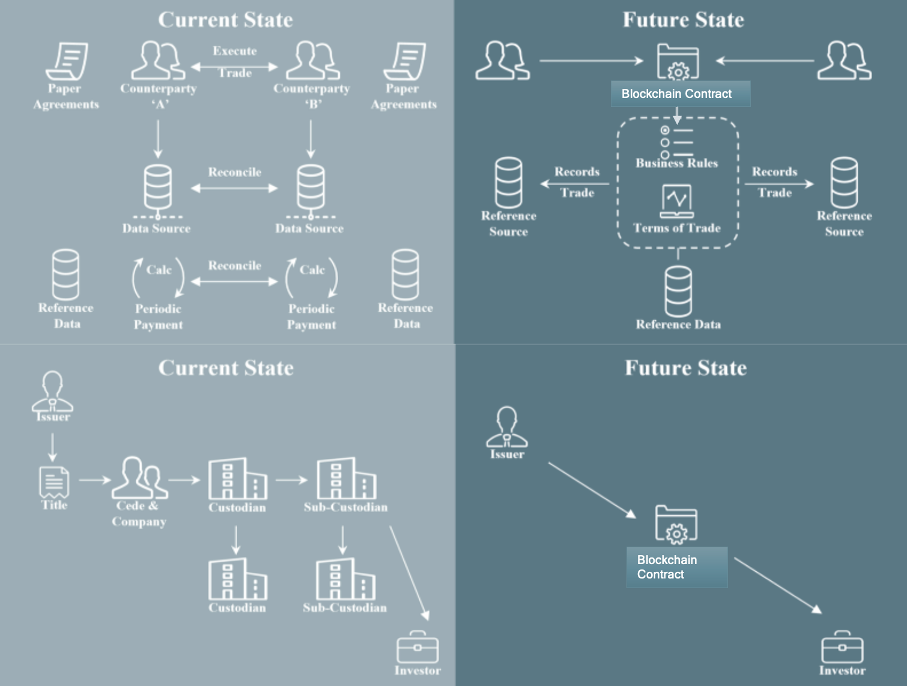 Current State
Paper
Agreements
Counterparty
‘A’
Execute
Trade
Counterparty
‘B’
Paper
Agreements
Reconcile
Data Source
Data Source
Reference
Data
Calc
Periodic
Payment
Reconcile
Calc
Periodic
Payment
Reference
Data
Future State
Blockchain Contract
Business Rules
Terms of Trade
Records
Trade
Reference
Source
Records
Trade
Reference
Source
Reference Data
Current State
Issuer
Title
Cede &
Company
Custodian
Sub-Custodian
Custodian
Sub-Custodian
Investor
Future State
Issuer
Blockchain
Contract
Investor